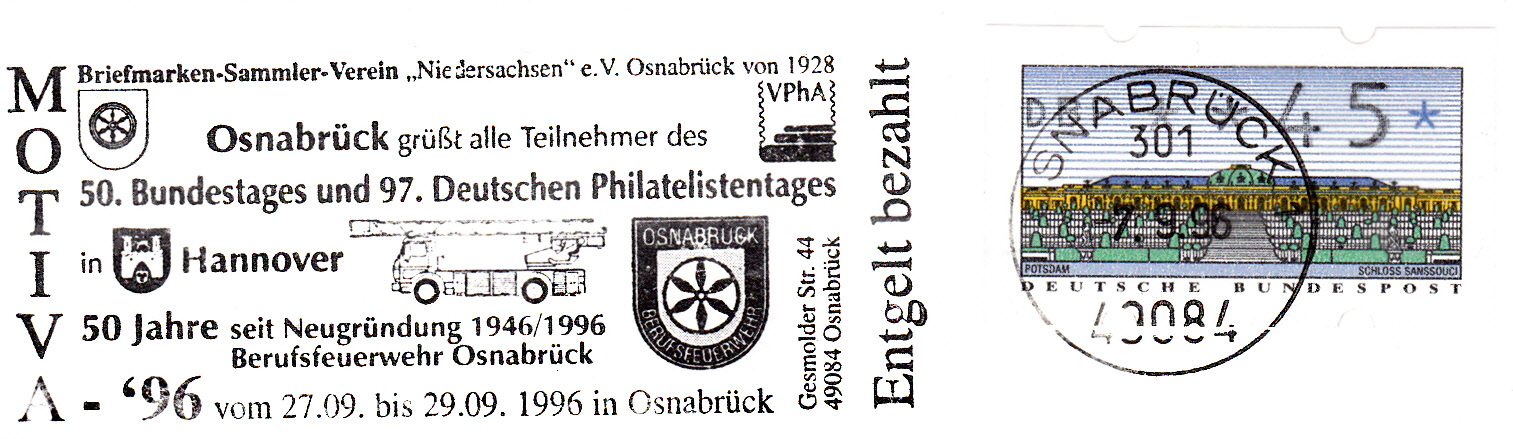 MOTIVA - '96
Briefmarken-Sammler-Verein „Niedersachsen“ e.V. Osnabrück von 1928
VPhA
Osnabrück grüßt alle Teilnehmer des
50. Bundestages und 97. Deutschen Philatelistentages
in Hannover
OSNABRÜCK
BERUFSFEUERWEHR
50 Jahre seit Neugründung 1946/1996
Berufsfeuerwehr Osnabrück
vom 27.09. bis 29.09. 1996 in Osnabrück
Gesmolder Str. 44
49084 Osnabrück
Entgelt bezahlt
45*
OSNABRÜCK
301
-7.9.96
49084
POTSDAM
SCHLOSS SANSSOUCI
DEUTSCHE BUNDESPOST